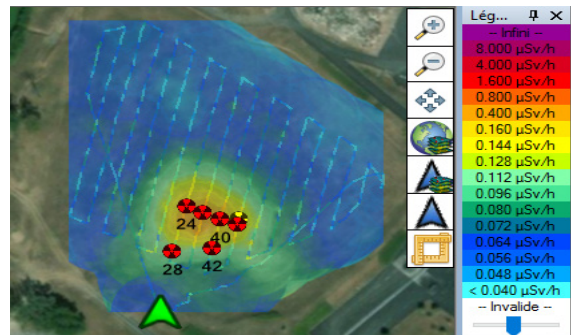 Lég...
-- Infini --
8.000 µSv/h
4.000 µSv/h
1.600 µSv/h
0.800 µSv/h
0.400 µSv/h
0.160 µSv/h
0.144 µSv/h
0.128 µSv/h
0.112 µSv/h
0.096 µSv/h
0.080 µSv/h
0.072 µSv/h
0.064 µSv/h
0.056 µSv/h
0.048 µSv/h
< 0.040 µSv/h
-- Invalide --
24
40
28
42